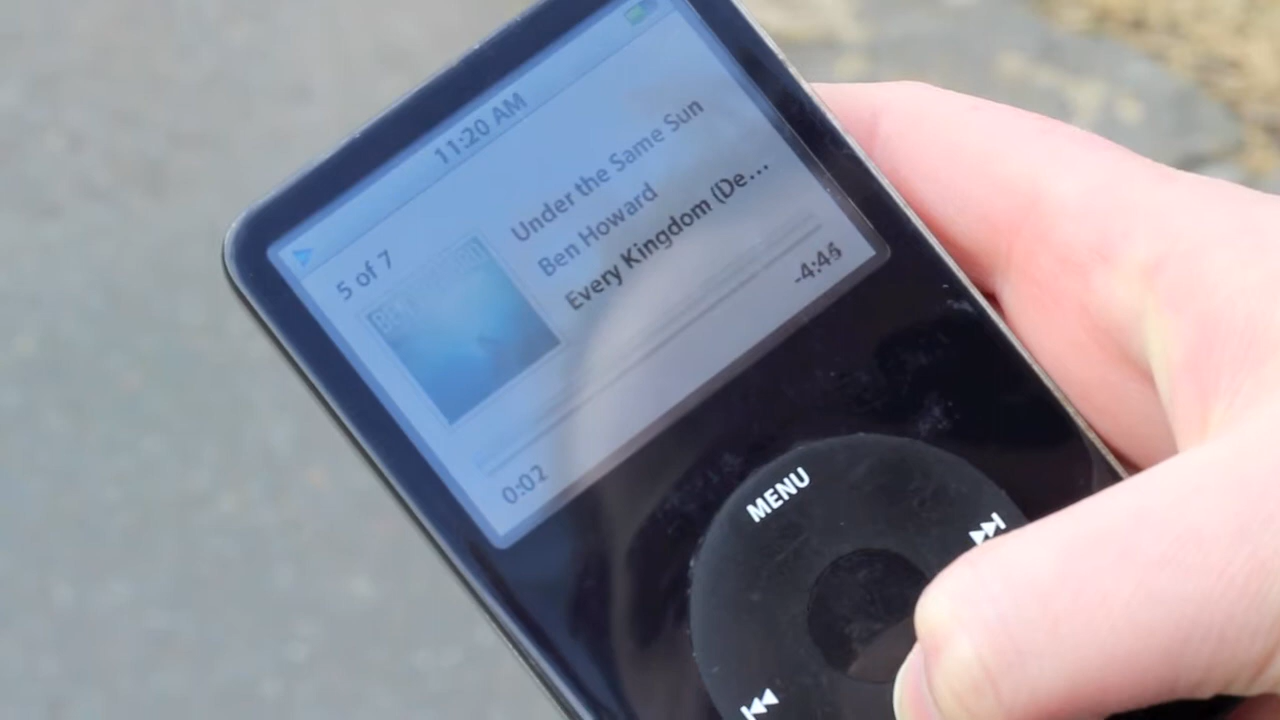 11:20 AM
5 of 7
Under the Same Sun
Ben Howard
Every Kingdom (De...
0:02
-4:46
MENU